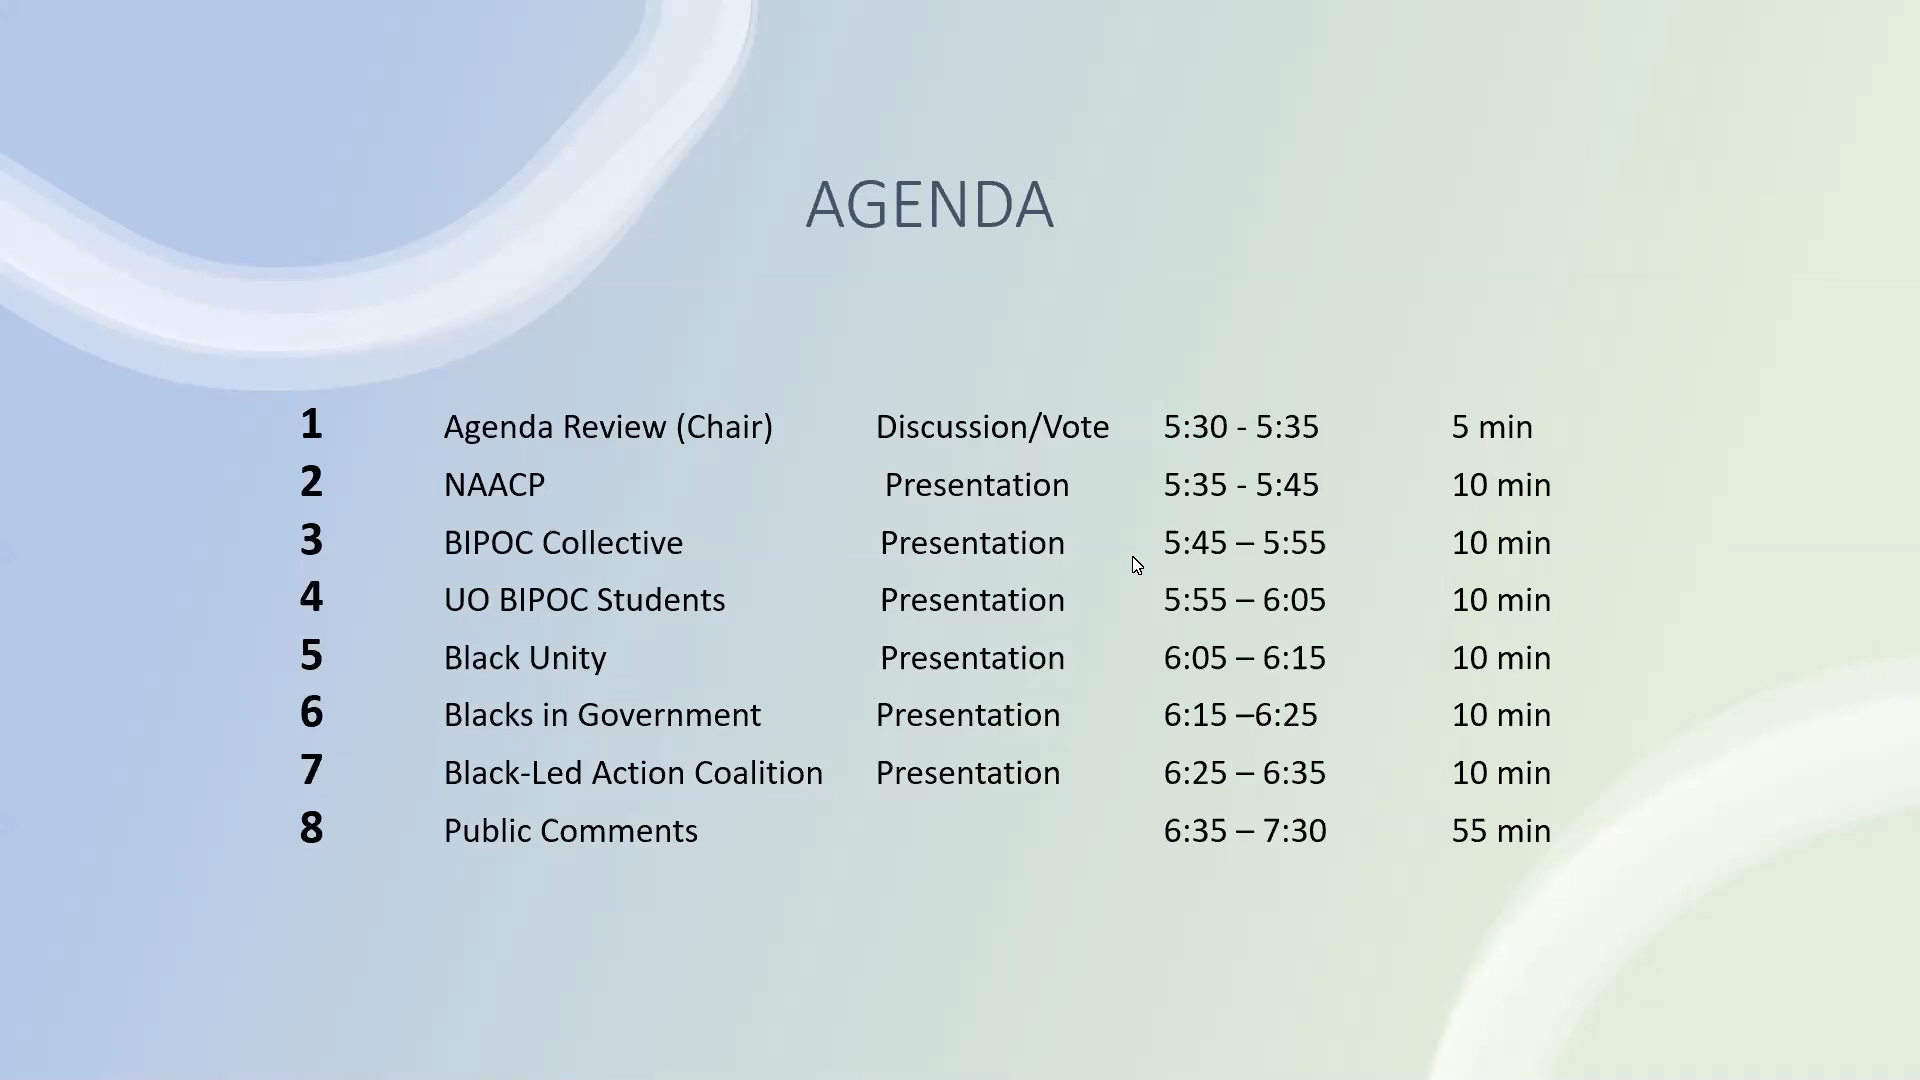 AGENDA
1 Agenda Review (Chair) Discussion/Vote 5:30 - 5:35 5 min
2 NAACP Presentation 5:35 - 5:45 10 min
3 BIPOC Collective Presentation 5:45 – 5:55 10 min
4 UO BIPOC Students Presentation 5:55 – 6:05 10 min
5 Black Unity Presentation 6:05 – 6:15 10 min
6 Blacks in Government Presentation 6:15 –6:25 10 min
7 Black-Led Action Coalition Presentation 6:25 – 6:35 10 min
8 Public Comments 6:35 – 7:30 55 min